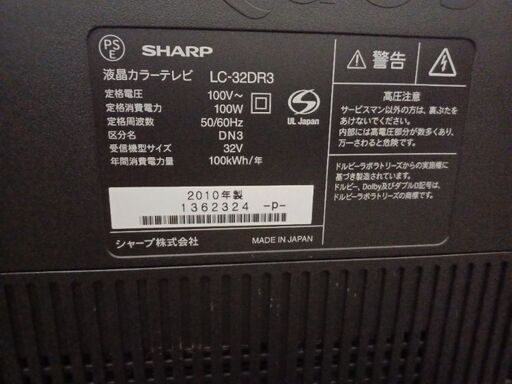 PS
E
SHARP
液晶カラーテレビ LC-32DR3
定格電圧 100V~
定格消費電力 100W
定格周波数 50/60Hz
区分名 DN3
受信機型サイズ 32V
年間消費電力量 100kWh/年
UL Japan
2010年製
1362324 -P-
シャープ株式会社
MADE IN JAPAN
警告
高圧注意
サービスマン以外の方は、裏ぶたを
あけないでください。
内部には高電圧部分が数多くあり、
万一さわると危険です。
ドルビーラボラトリーズからの実施権に
基づき製造されています。
ドルビー、Dolby及びダブルD記号は、
ドルビーラボラトリーズの商標です。